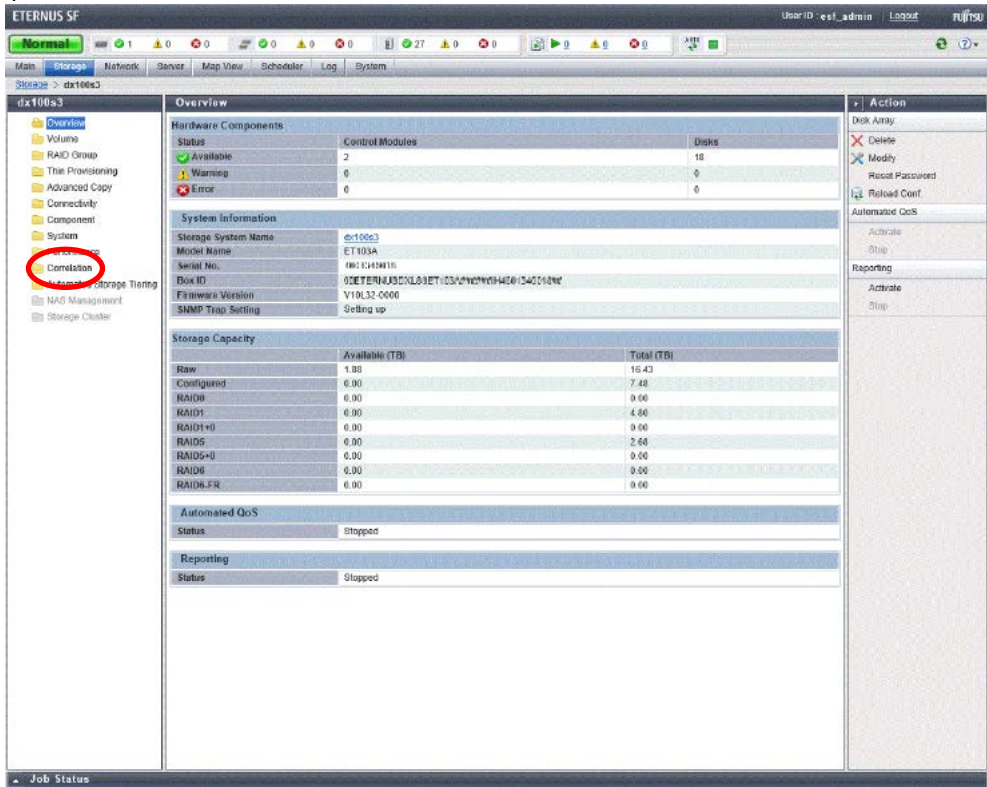 ETERNUS SF User ID : esf_admin Logout FUJITSU
Normal 1 0 0 0 0 0 27 0 0 0 0 0
Main Storage Network Server Map View Scheduler Log System
Storage > dx100s3
dx100s3
Overview
Volume
RAID Group
Thin Provisioning
Advanced Copy
Connectivity
Component
System
Correlation
Automated Storage Tiering
NAS Management
Storage Cluster
Overview
Hardware Components
Status Control Modules Disks
Available 2 18
Warning 0 0
Error 0 0
System Information
Storage System Name dx100s3
Model Name ET103A
Serial No.
Box ID
Firmware Version V10L32-0000
SNMP Trap Setting Setting up
Storage Capacity
Available (TB) Total (TB)
Raw 1.88 16.43
Configured 0.00 7.48
RAID0 0.00 0.00
RAID1 0.00 4.80
RAID1+0 0.00 0.00
RAID5 0.00 2.68
RAID5+0 0.00 0.00
RAID6 0.00 0.00
RAID6-FR 0.00 0.00
Automated QoS
Status Stopped
Reporting
Status Stopped
Action
Disk Array
Delete
Modify
Reset Password
Reload Conf.
Automated QoS
Activate
Stop
Reporting
Activate
Stop
Job Status